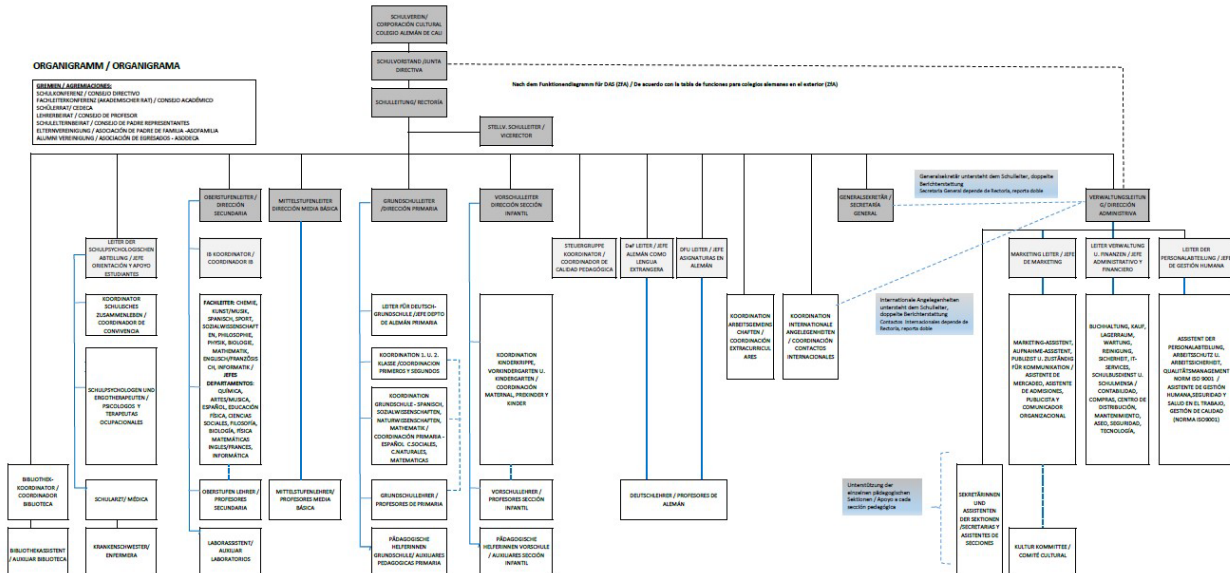 SCHULVEREIN/
CORPORACIÓN CULTURAL
COLEGIO ALEMÁN DE CALI
ORGANIGRAMM / ORGANIGRAMA
SCHULVORSTAND /JUNTA
DIRECTIVA
GREMIEN / AGREMIACIONES:
SCHULKONFERENZ / CONSEJO DIRECTIVO
FACHLEITERKONFERENZ (AKADEMISCHER RAT) / CONSEJO ACADÉMICO
SCHÜLERRAT/ CEDECA
LEHRERBEIRAT / CONSEJO DE PROFESOR
SCHULELTERNBEIRAT / CONSEJO DE PADRE REPRESENTANTES
ELTERNVEREINIGUNG / ASOCIACIÓN DE PADRE DE FAMILIA -ASOFAMILIA
ALUMNI VEREINIGUNG / ASOCIACIÓN DE EGRESADOS - ASODECA
Nach dem Funktionendiagramm für DAS (ZFA) / De acuerdo con la tabla de funciones para colegios alemanes en el exterior (ZfA)
SCHULLEITUNG/ RECTORÍA
STELLV. SCHULLEITER /
VICERECTOR
Generalsekretär untersteht dem Schulleiter, doppelte
Berichterstattung
Secretaria General depende de Rectoría, reporta doble
OBERSTUFENLEITER /
DIRECCIÓN
SECUNDARIA
MITTELSTUFENLEITER
DIRECCIÓN MEDIA BÁSICA
GRUNDSCHULLEITER
/DIRECCIÓN PRIMARIA
VORSCHULLEITER
DIRECCIÓN SECCIÓN
INFANTIL
GENERALSEKRETÄR /
SECRETARÍA
GENERAL
VERWALTUNGSLEITUN
G/ DIRECCIÓN
ADMINISTRIVA
LEITER DER
SCHULPSYCHOLOGISCHEN
ABTEILUNG / JEFE
ORIENTACIÓN Y APOYO
ESTUDIANTES
IB KOORDINATOR /
COORDINADOR IB
STEUERGRUPPE
KOORDINATOR /
COORDINADOR DE
CALIDAD PEDAGÓGICA
DaF LEITER / JEFE
ALEMÁN COMO
LENGUA
EXTRANGERA
DFU LEITER / JEFE
ASIGNATURAS EN
ALEMÁN
MARKETING LEITER / JEFE
DE MARKETING
LEITER VERWALTUNG
U. FINANZEN / JEFE
ADMINISTRATIVO Y
FINANCIERO
LEITER DER
PERSONALABTEILUNG / JEFE
DE GESTIÓN HUMANA
KOORDINATOR
SCHULISCHES
ZUSAMMENLEBEN /
COORDINADOR DE
CONVIVENCIA
FACHLEITER: CHEMIE,
KUNST/MUSIK,
SPANISCH, SPORT,
SOZIALWISSENSCHAFT
EN, PHILOSOPHIE,
PHYSIK, BIOLOGIE,
MATHEMATIK,
ENGLISCH/FRANZÖSIS
CH, INFORMATIK /
JEFES
DEPARTAMENTOS:
QUÍMICA,
ARTES/MUSICA,
ESPAÑOL, EDUCACIÓN
FÍSICA, CIENCIAS
SOCIALES, FILOSOFÍA,
BIOLOGÍA, FÍSICA
MATEMÁTICAS
INGLES/FRANCES,
INFORMÁTICA
LEITER FÜR DEUTSCH-
GRUNDSCHULE /JEFE DEPTO
DE ALEMÁN PRIMARIA
KOORDINATION 1. U. 2.
KLASSE /COORDINACION
PRIMEROS Y SEGUNDOS
KOORDINATION
GRUNDSCHULE - SPANISCH,
SOZIALWISSENSCHAFTEN,
NATURWISSENSCHAFTEN,
MATHEMATIK /
COORDINACIÓN PRIMARIA -
ESPAÑOL C.SOCIALES,
C.NATURALES,
MATEMATICAS
KOORDINATION
KINDERKRIPPE,
VORKINDERGARTEN U.
KINDERGARTEN /
COORDINACIÓN
MATERNAL, PREKINDER Y
KINDER
KOORDINATION
ARBEITSGEMEINS
CHAFTEN /
COORDINACIÓN
EXTRACURRICUL
ARES
KOORDINATION
INTERNATIONALE
ANGELEGENHEITEN /
COORDINACIÓN
CONTACTOS
INTERNACIONALES
Internationale Angelegenheiten
untersteht dem Schulleiter,
doppelte Berichterstattung
Contactos Internacionales depende de
Rectoría, reporta doble
MARKETING-ASSISTENT,
AUFNAHME-ASSISTENT,
PUBLIZIST U. ZUSTÄNDIG
FÜR KOMMUNIKATION /
ASISTENTE DE
MERCADEO, ASISTENTE
DE ADMISIONES,
PUBLICISTA Y
COMUNICADOR
ORGANIZACIONAL
BUCHHALTUNG, KAUF,
LAGERRAUM,
WARTUNG,
REINIGUNG,
SICHERHEIT, IT-
SERVICES,
SCHULBUSDIENST U.
SCHULMENSA /
CONTABILIDAD,
COMPRAS, CENTRO DE
DISTRIBUCIÓN,
MANTENIMIENTO,
ASEO, SEGURIDAD,
TECNOLOGÍA,
ASSISTENT DER
PERSONALABTEILUNG,
ARBEITSSCHUTZ U.
ARBEITSSICHERHEIT,
QUALITÄTSMANAGEMENT
NORM ISO 9001 /
ASISTENTE DE GESTIÓN
HUMANA,SEGURIDAD Y
SALUD EN EL TRABAJO,
GESTIÓN DE CALIDAD
(NORMA ISO9001)
SCHULPSYCHOLOGEN UND
ERGOTHERAPEUTEN /
PSICOLOGOS Y
TERAPEUTAS
OCUPACIONALES
BIBLIOTHEK-
KOORDINATOR /
COORDINADOR
BIBLIOTECA
SCHULARZT/ MÉDICA
OBERSTUFEN LEHRER /
PROFESORES
SECUNDARIA
MITTELSTUFENLEHRER/
PROFESORES MEDIA
BÁSICA
GRUNDSCHULLEHRER /
PROFESORES DE PRIMARIA
VORSCHULLEHRER /
PROFESORES SECCIÓN
INFANTIL
DEUTSCHLEHRER / PROFESORES DE
ALEMÁN
Unterstützung der
einzelnen pädagogischen
Sektionen / Apoyo a cada
sección pedagógica
SEKRETÄRINNEN
UND
ASSISTENTEN
DER SEKTIONEN
/SECRETARIAS Y
ASISTENTES DE
SECCIONES
BIBLIOTHEKASSISTENT
/ AUXILIAR BIBLIOTECA
KRANKENSCHWESTER/
ENFERMERA
LABORASSISTENT/
AUXILIAR
LABORATORIOS
PÄDAGOGISCHE
HELFERINNEN
GRUNDSCHULE/ AUXILIARES
PEDAGOGICAS PRIMARIA
PÄDAGOGISCHE
HELFERINNEN VORSCHULE
/ AUXILIARES SECCIÓN
INFANTIL
KULTUR KOMMITEE /
COMITÉ CULTURAL